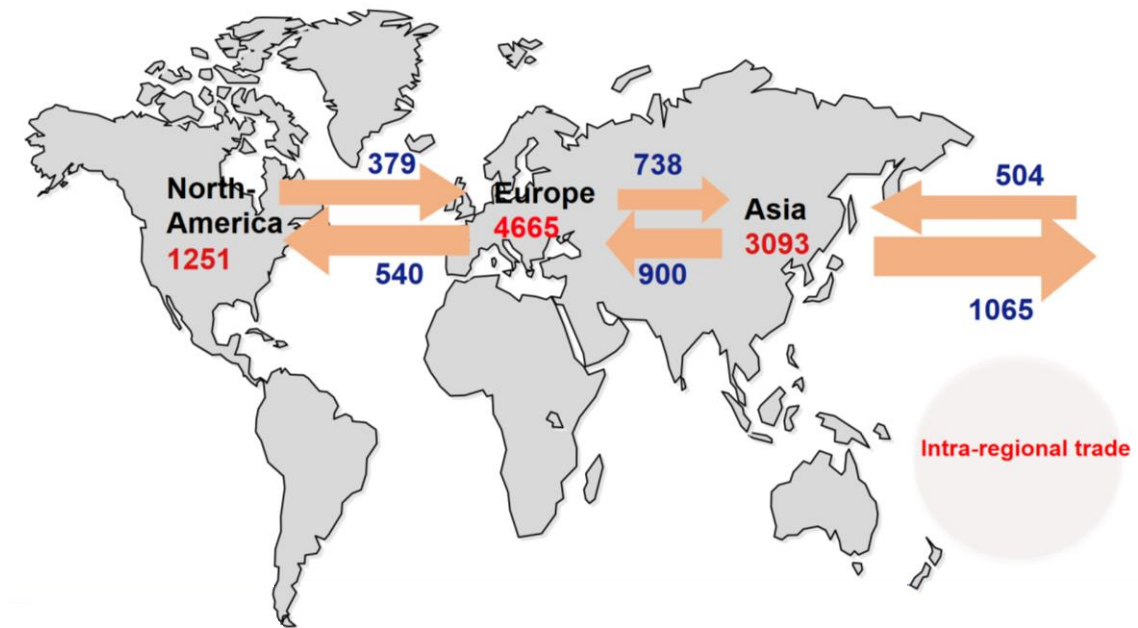 379
738
504
North-
America
1251
Europe
4665
Asia
3093
540
900
1065
Intra-regional trade